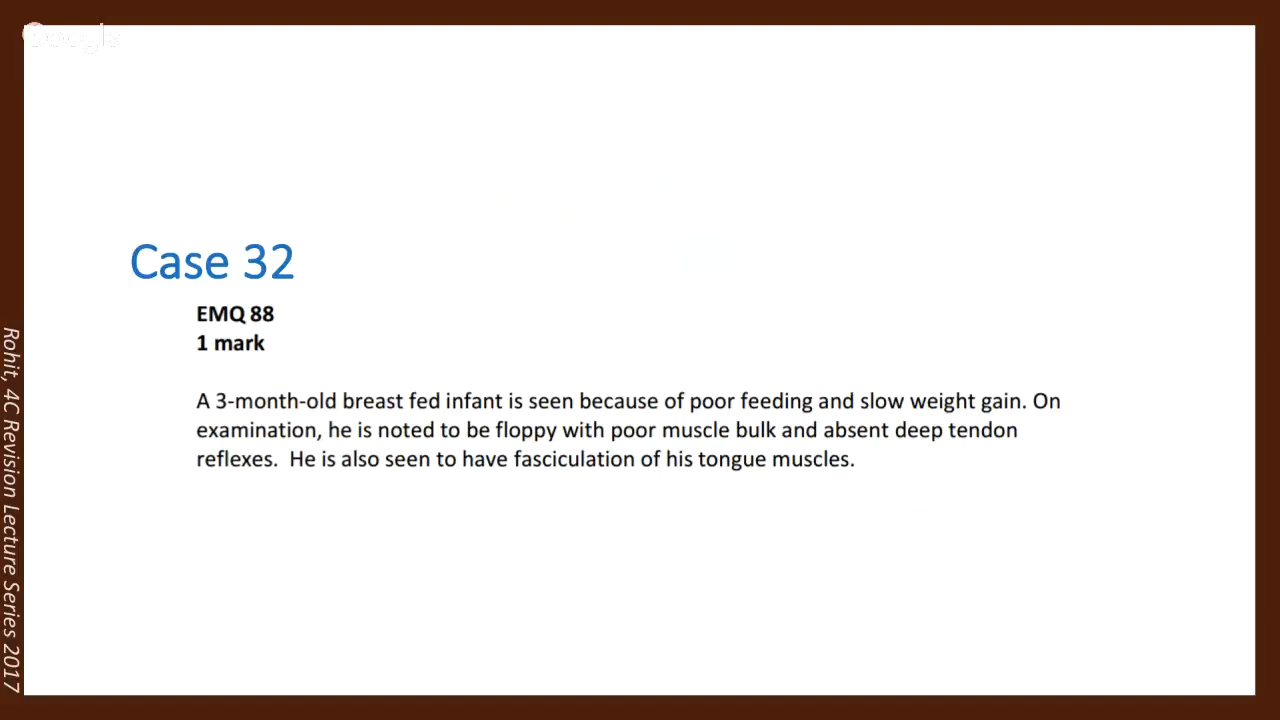 Google
Case 32
EMQ 88
1 mark
A 3-month-old breast fed infant is seen because of poor feeding and slow weight gain. On
examination, he is noted to be floppy with poor muscle bulk and absent deep tendon
reflexes.  He is also seen to have fasciculation of his tongue muscles.
Rohit, 4C Revision Lecture Series 2017